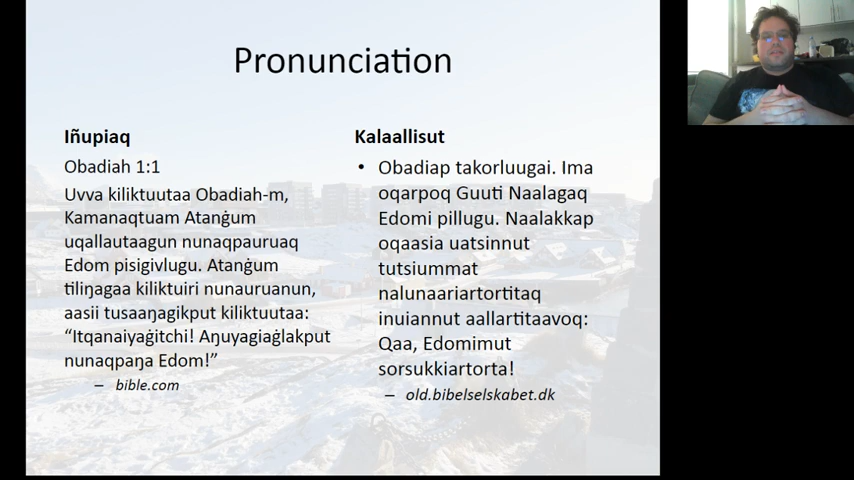 Pronunciation
Iñupiaq
Obadiah 1:1
Uvva kiliktuutaa Obadiah-m,
Kamanaqtuam Atanġum
uqallautaagun nunaqpauruaq
Edom pisigivlugu. Atanġum
tiliŋagaa kiliktuiri nunauruanun,
aasii tusaaŋagikput kiliktuutaa:
“Itqanaiyaġitchi! Aŋuyagiaġlakput
nunaqpaŋa Edom!”
– bible.com
Kalaallisut
• Obadiap takorluugai. Ima
oqarpoq Guuti Naalagaq
Edomi pillugu. Naalakkap
oqaasia uatsinnut
tutsiummat
nalunaariartortitaq
inuiannut aallartitaavoq:
Qaa, Edomimut
sorsukkiartorta!
– old.bibelselskabet.dk